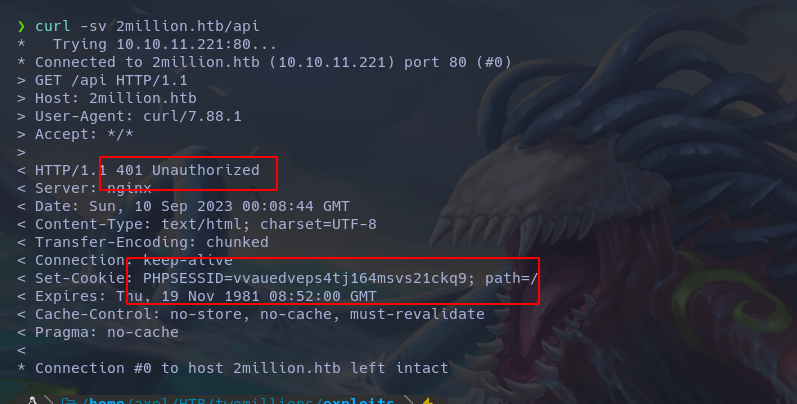 ❯ curl -sv 2million.htb/api
*   Trying 10.10.11.221:80...
* Connected to 2million.htb (10.10.11.221) port 80 (#0)
> GET /api HTTP/1.1
> Host: 2million.htb
> User-Agent: curl/7.88.1
> Accept: */*
>
< HTTP/1.1 401 Unauthorized
< Server: nginx
< Date: Sun, 10 Sep 2023 00:08:44 GMT
< Content-Type: text/html; charset=UTF-8
< Transfer-Encoding: chunked
< Connection: keep-alive
< Set-Cookie: PHPSESSID=vvauedveps4tj164msvs21ckq9; path=/
< Expires: Thu, 19 Nov 1981 08:52:00 GMT
< Cache-Control: no-store, no-cache, must-revalidate
< Pragma: no-cache
<
* Connection #0 to host 2million.htb left intact
/home/axel/HTB/twomillions/exploits